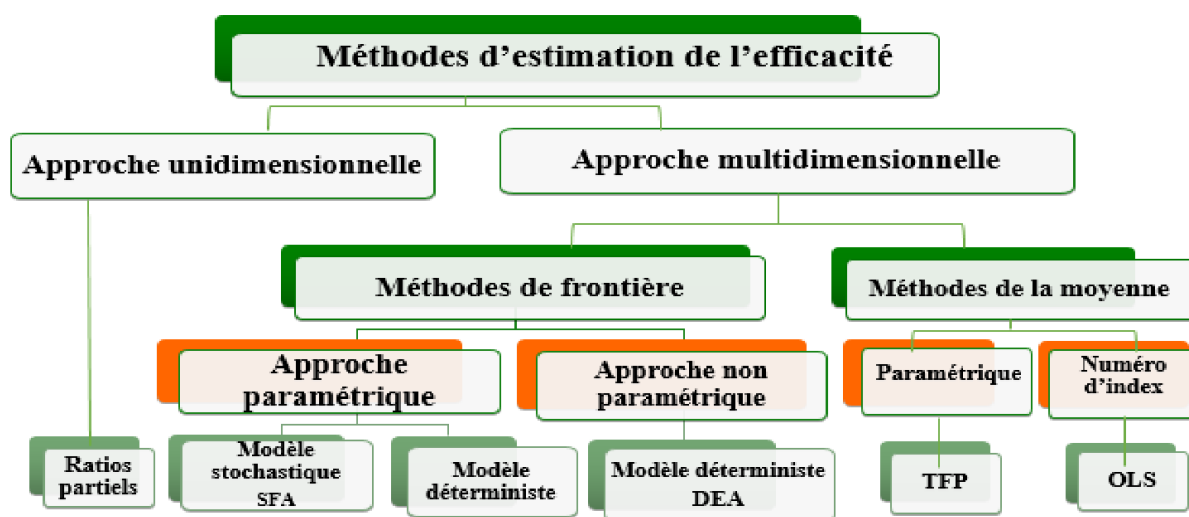 Méthodes d’estimation de l’efficacité
Approche unidimensionnelle
Approche multidimensionnelle
Méthodes de frontière
Méthodes de la moyenne
Approche
paramétrique
Approche non
paramétrique
Paramétrique
Numéro
d’index
Ratios
partiels
Modèle
stochastique
SFA
Modèle
déterministe
Modèle déterministe
DEA
TFP
OLS